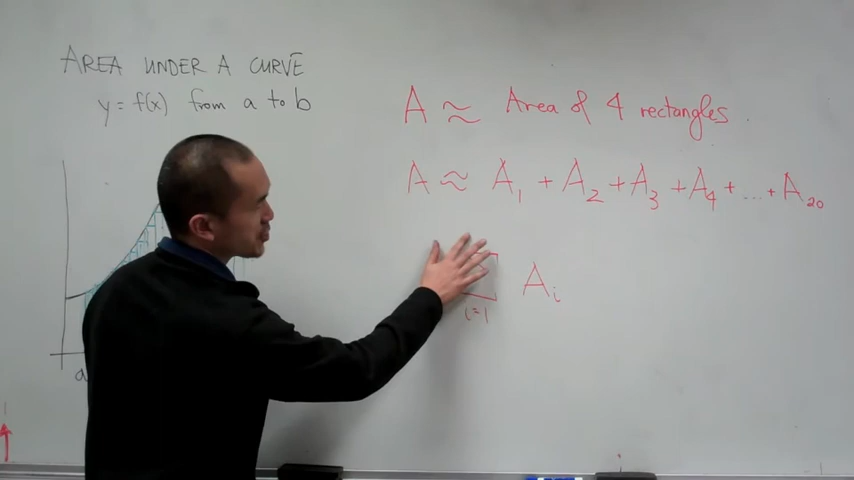 AREA UNDER A CURVE
y = f(x) from a to b
A ≈ Area of 4 rectangles
A ≈ A₁ + A₂ + A₃ + A₄ + ... + A₂₀
i=1 Aᵢ
a